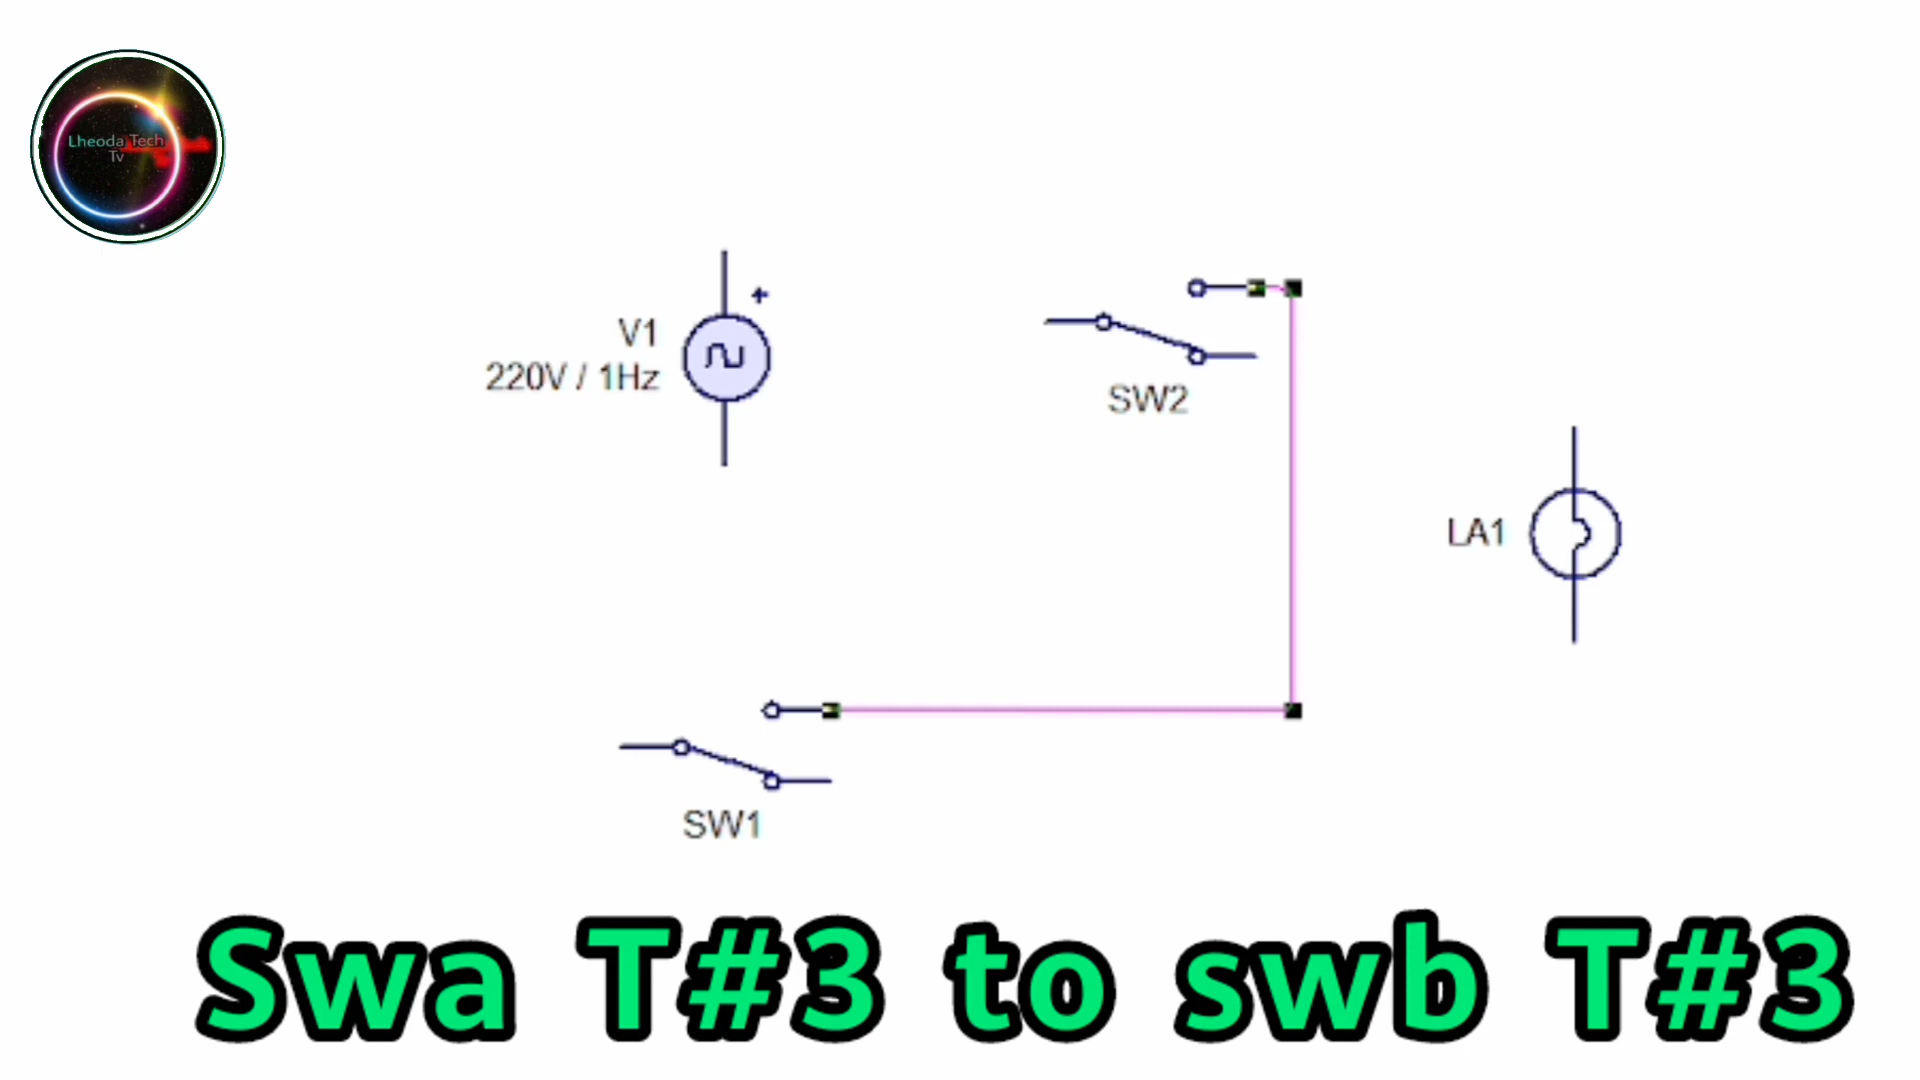 Lheoda Tech
Tv
V1
220V / 1Hz
SW2
LA1
SW1
Swa T#3 to swb T#3